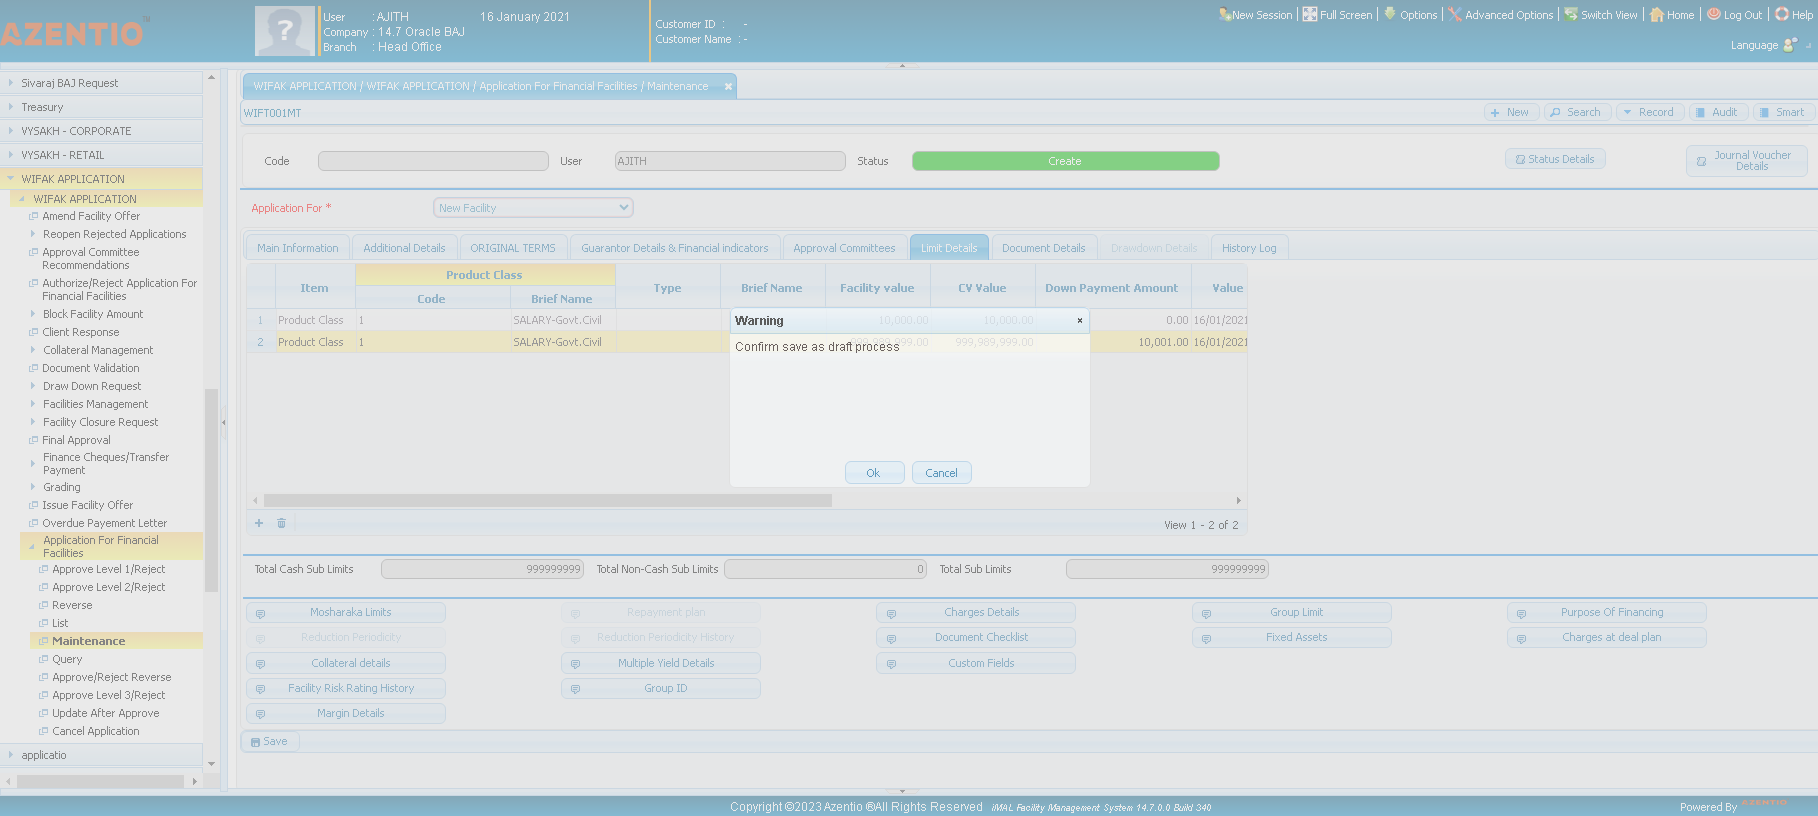 AZENTIO™
User : AJITH 16 January 2021
Company : 14.7 Oracle BAJ
Branch : Head Office
Customer ID : -
Customer Name : -
New Session Full Screen Options Advanced Options Switch View Home Log Out Help
Language
Sivaraj BAJ Request
Treasury
VYSAKH - CORPORATE
VYSAKH - RETAIL
WIFAK APPLICATION
WIFAK APPLICATION
Amend Facility Offer
Reopen Rejected Applications
Approval Committee
Recommendations
Authorize/Reject Application For
Financial Facilities
Block Facility Amount
Client Response
Collateral Management
Document Validation
Draw Down Request
Facilities Management
Facility Closure Request
Final Approval
Finance Cheques/Transfer
Payment
Grading
Issue Facility Offer
Overdue Payement Letter
Application For Financial
Facilities
Approve Level 1/Reject
Approve Level 2/Reject
Reverse
List
Maintenance
Query
Approve/Reject Reverse
Approve Level 3/Reject
Update After Approve
Cancel Application
applicatio
WIFAK APPLICATION / WIFAK APPLICATION / Application For Financial Facilities / Maintenance
WIFT001MT
New Search Record Audit Smart
Code User AJITH Status Create
Status Details
Journal Voucher
Details
Application For * New Facility
Main Information Additional Details ORIGINAL TERMS Guarantor Details & Financial indicators Approval Committees Limit Details Document Details Drawdown Details History Log
Item Product Class Type Brief Name Facility value CV Value Down Payment Amount Value
Code Brief Name
1 Product Class 1 SALARY-Govt.Civil 10,000.00 10,000.00 0.00 16/01/2021
2 Product Class 1 SALARY-Govt.Civil 999,989,999.00 999,989,999.00 10,001.00 16/01/2021
Warning
Confirm save as draft process
Ok Cancel
View 1 - 2 of 2
Total Cash Sub Limits 999999999 Total Non-Cash Sub Limits 0 Total Sub Limits 999999999
Mosharaka Limits Repayment plan Charges Details Group Limit Purpose Of Financing
Reduction Periodicity Reduction Periodicity History Document Checklist Fixed Assets Charges at deal plan
Collateral details Multiple Yield Details Custom Fields
Facility Risk Rating History Group ID
Margin Details
Save
Copyright ©2023 Azentio ®All Rights Reserved iMAL Facility Management System 14.7.0.0 Build 340
Powered By AZENTIO